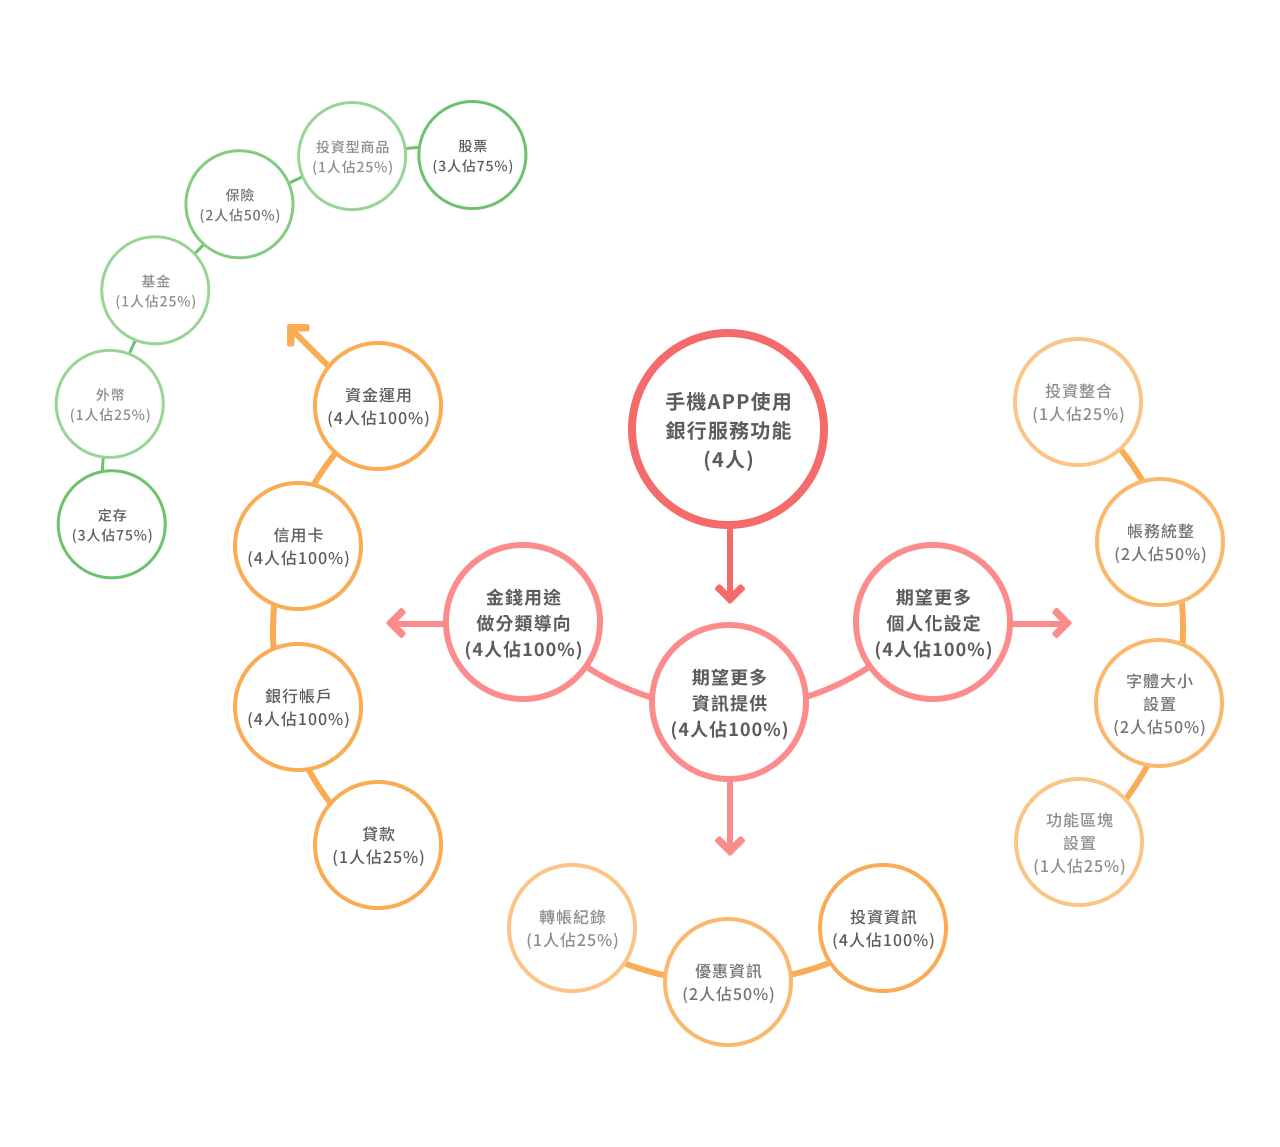 手機APP使用
銀行服務功能
(4人)
金錢用途
做分類導向
(4人佔100%)
期望更多
資訊提供
(4人佔100%)
期望更多
個人化設定
(4人佔100%)
資金運用
(4人佔100%)
信用卡
(4人佔100%)
銀行帳戶
(4人佔100%)
貸款
(1人佔25%)
股票
(3人佔75%)
投資型商品
(1人佔25%)
保險
(2人佔50%)
基金
(1人佔25%)
外幣
(1人佔25%)
定存
(3人佔75%)
轉帳紀錄
(1人佔25%)
優惠資訊
(2人佔50%)
投資資訊
(4人佔100%)
投資整合
(1人佔25%)
帳務統整
(2人佔50%)
字體大小
設置
(2人佔50%)
功能區塊
設置
(1人佔25%)